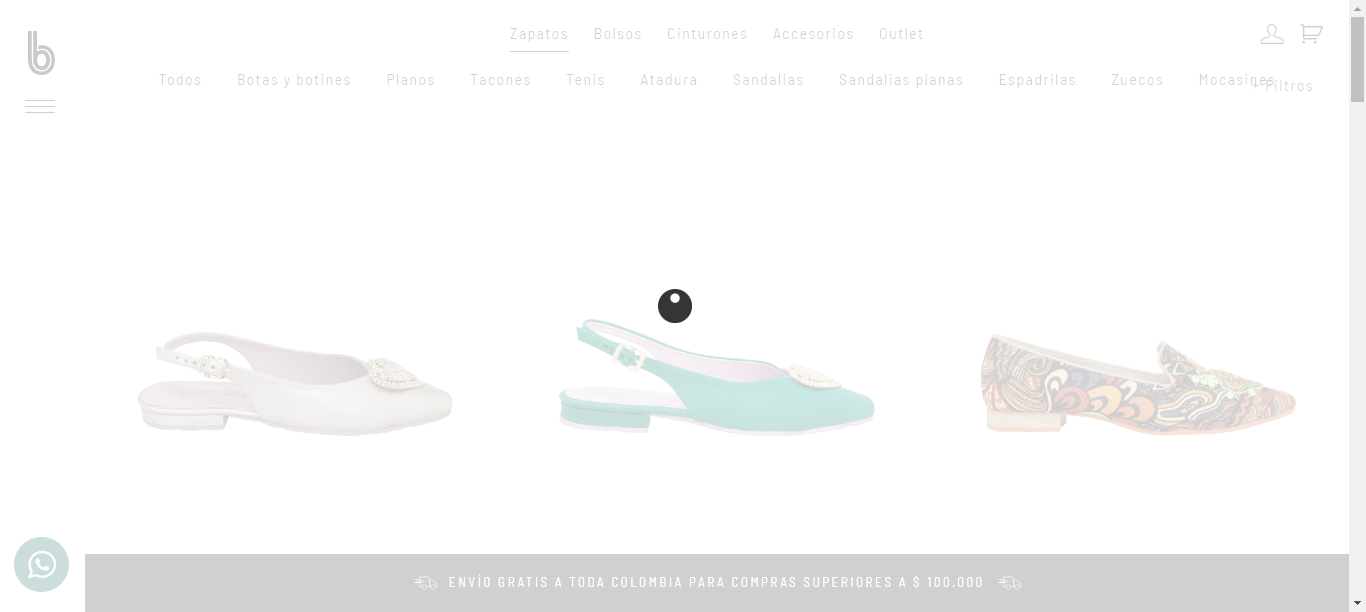 Zapatos Bolsos Cinturones Accesorios Outlet
Todos Botas y botines Planos Tacones Tenis Atadura Sandalias Sandalias planas Espadrilas Zuecos Mocasines
+ Filtros
ENVÍO GRATIS A TODA COLOMBIA PARA COMPRAS SUPERIORES A $ 100.000